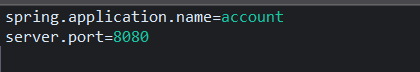 spring.application.name=account
server.port=8080